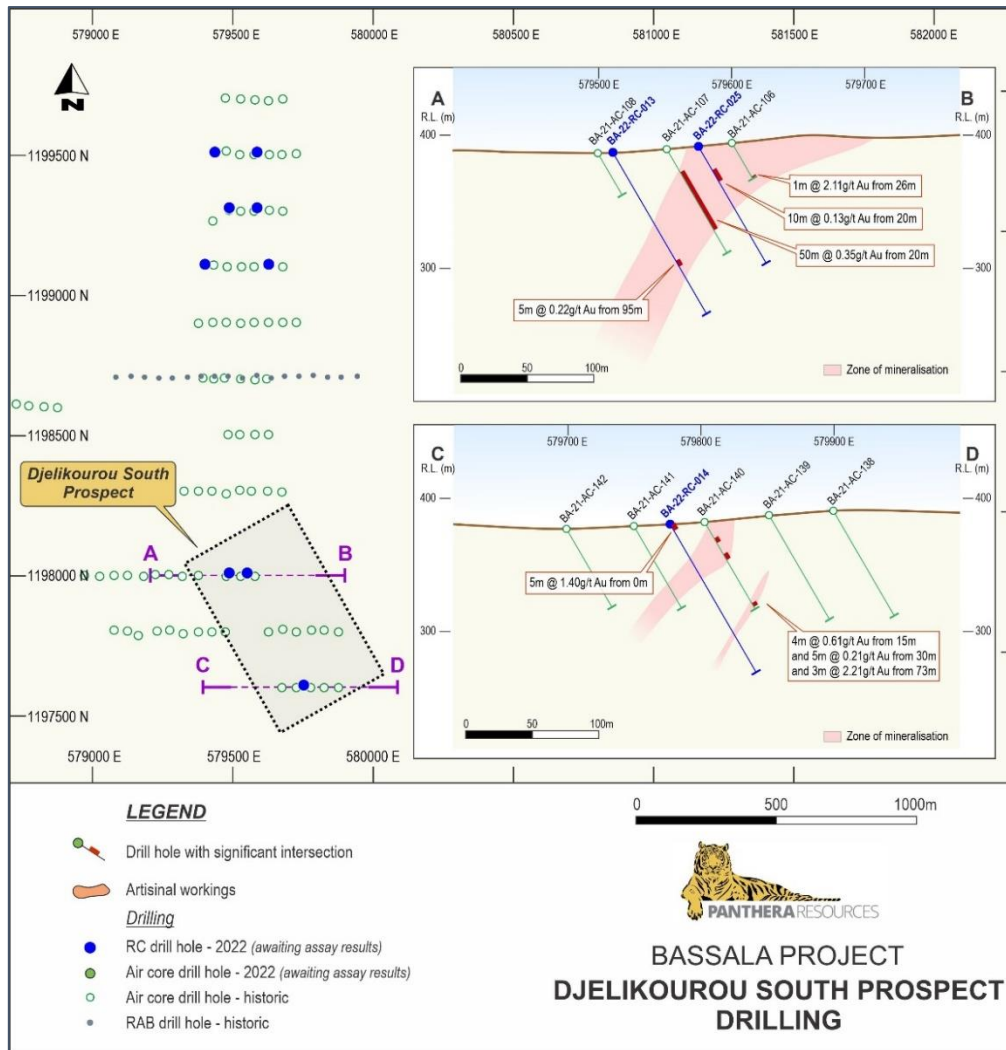 579000 E
579500 E
580000 E
580500 E
581000 E
581500 E
582000 E
N
1199500 N
1199000 N
1198500 N
1198000 N
1197500 N
Djelikourou South
Prospect
A
B
C
D
579000 E
579500 E
580000 E
A
B
R.L. (m)
R.L. (m)
579500 E
579600 E
579700 E
BA-21-AC-108
BA-22-RC-013
BA-21-AC-107
BA-22-RC-025
BA-21-AC-106
400
400
300
300
1m @ 2.11g/t Au from 26m
10m @ 0.13g/t Au from 20m
50m @ 0.35g/t Au from 20m
5m @ 0.22g/t Au from 95m
0
50
100m
Zone of mineralisation
C
D
R.L. (m)
R.L. (m)
579700 E
579800 E
579900 E
BA-21-AC-142
BA-21-AC-141
BA-22-RC-014
BA-21-AC-140
BA-21-AC-139
BA-21-AC-138
400
400
300
300
5m @ 1.40g/t Au from 0m
4m @ 0.61g/t Au from 15m
and 5m @ 0.21g/t Au from 30m
and 3m @ 2.21g/t Au from 73m
0
50
100m
Zone of mineralisation
LEGEND
Drill hole with significant intersection
Artisinal workings
Drilling
RC drill hole - 2022 (awaiting assay results)
Air core drill hole - 2022 (awaiting assay results)
Air core drill hole - historic
RAB drill hole - historic
0
500
1000m
PANTHERA RESOURCES
BASSALA PROJECT
DJELIKOUROU SOUTH PROSPECT
DRILLING